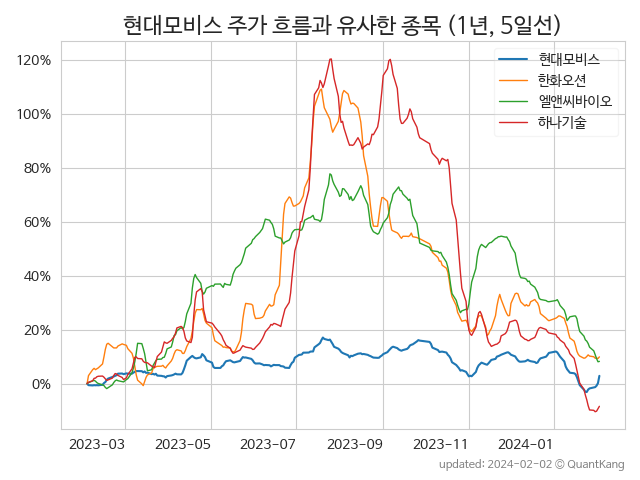 현대모비스 주가 흐름과 유사한 종목 (1년, 5일선)
현대모비스
한화오션
엘앤씨바이오
하나기술
120%
100%
80%
60%
40%
20%
0%
2023-03
2023-05
2023-07
2023-09
2023-11
2024-01
updated: 2024-02-02 © QuantKang